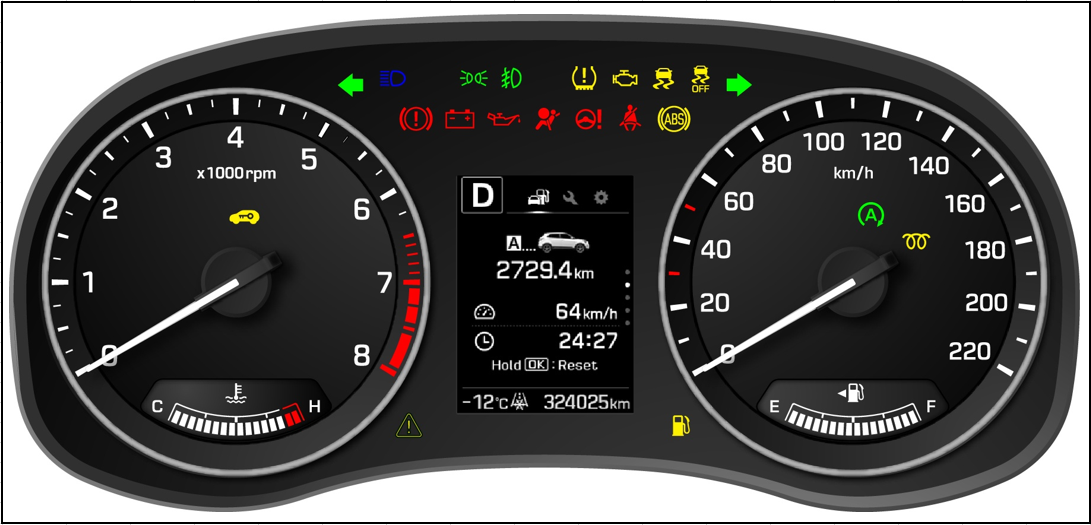 OFF
ABS
4
3
5
x1000rpm
2
6
1
7
0
8
C
H
D
A....
2729.4km
64km/h
24:27
Hold OK : Reset
-12°C
324025km
100
120
80
km/h
140
60
A
160
40
180
20
200
0
220
E
F